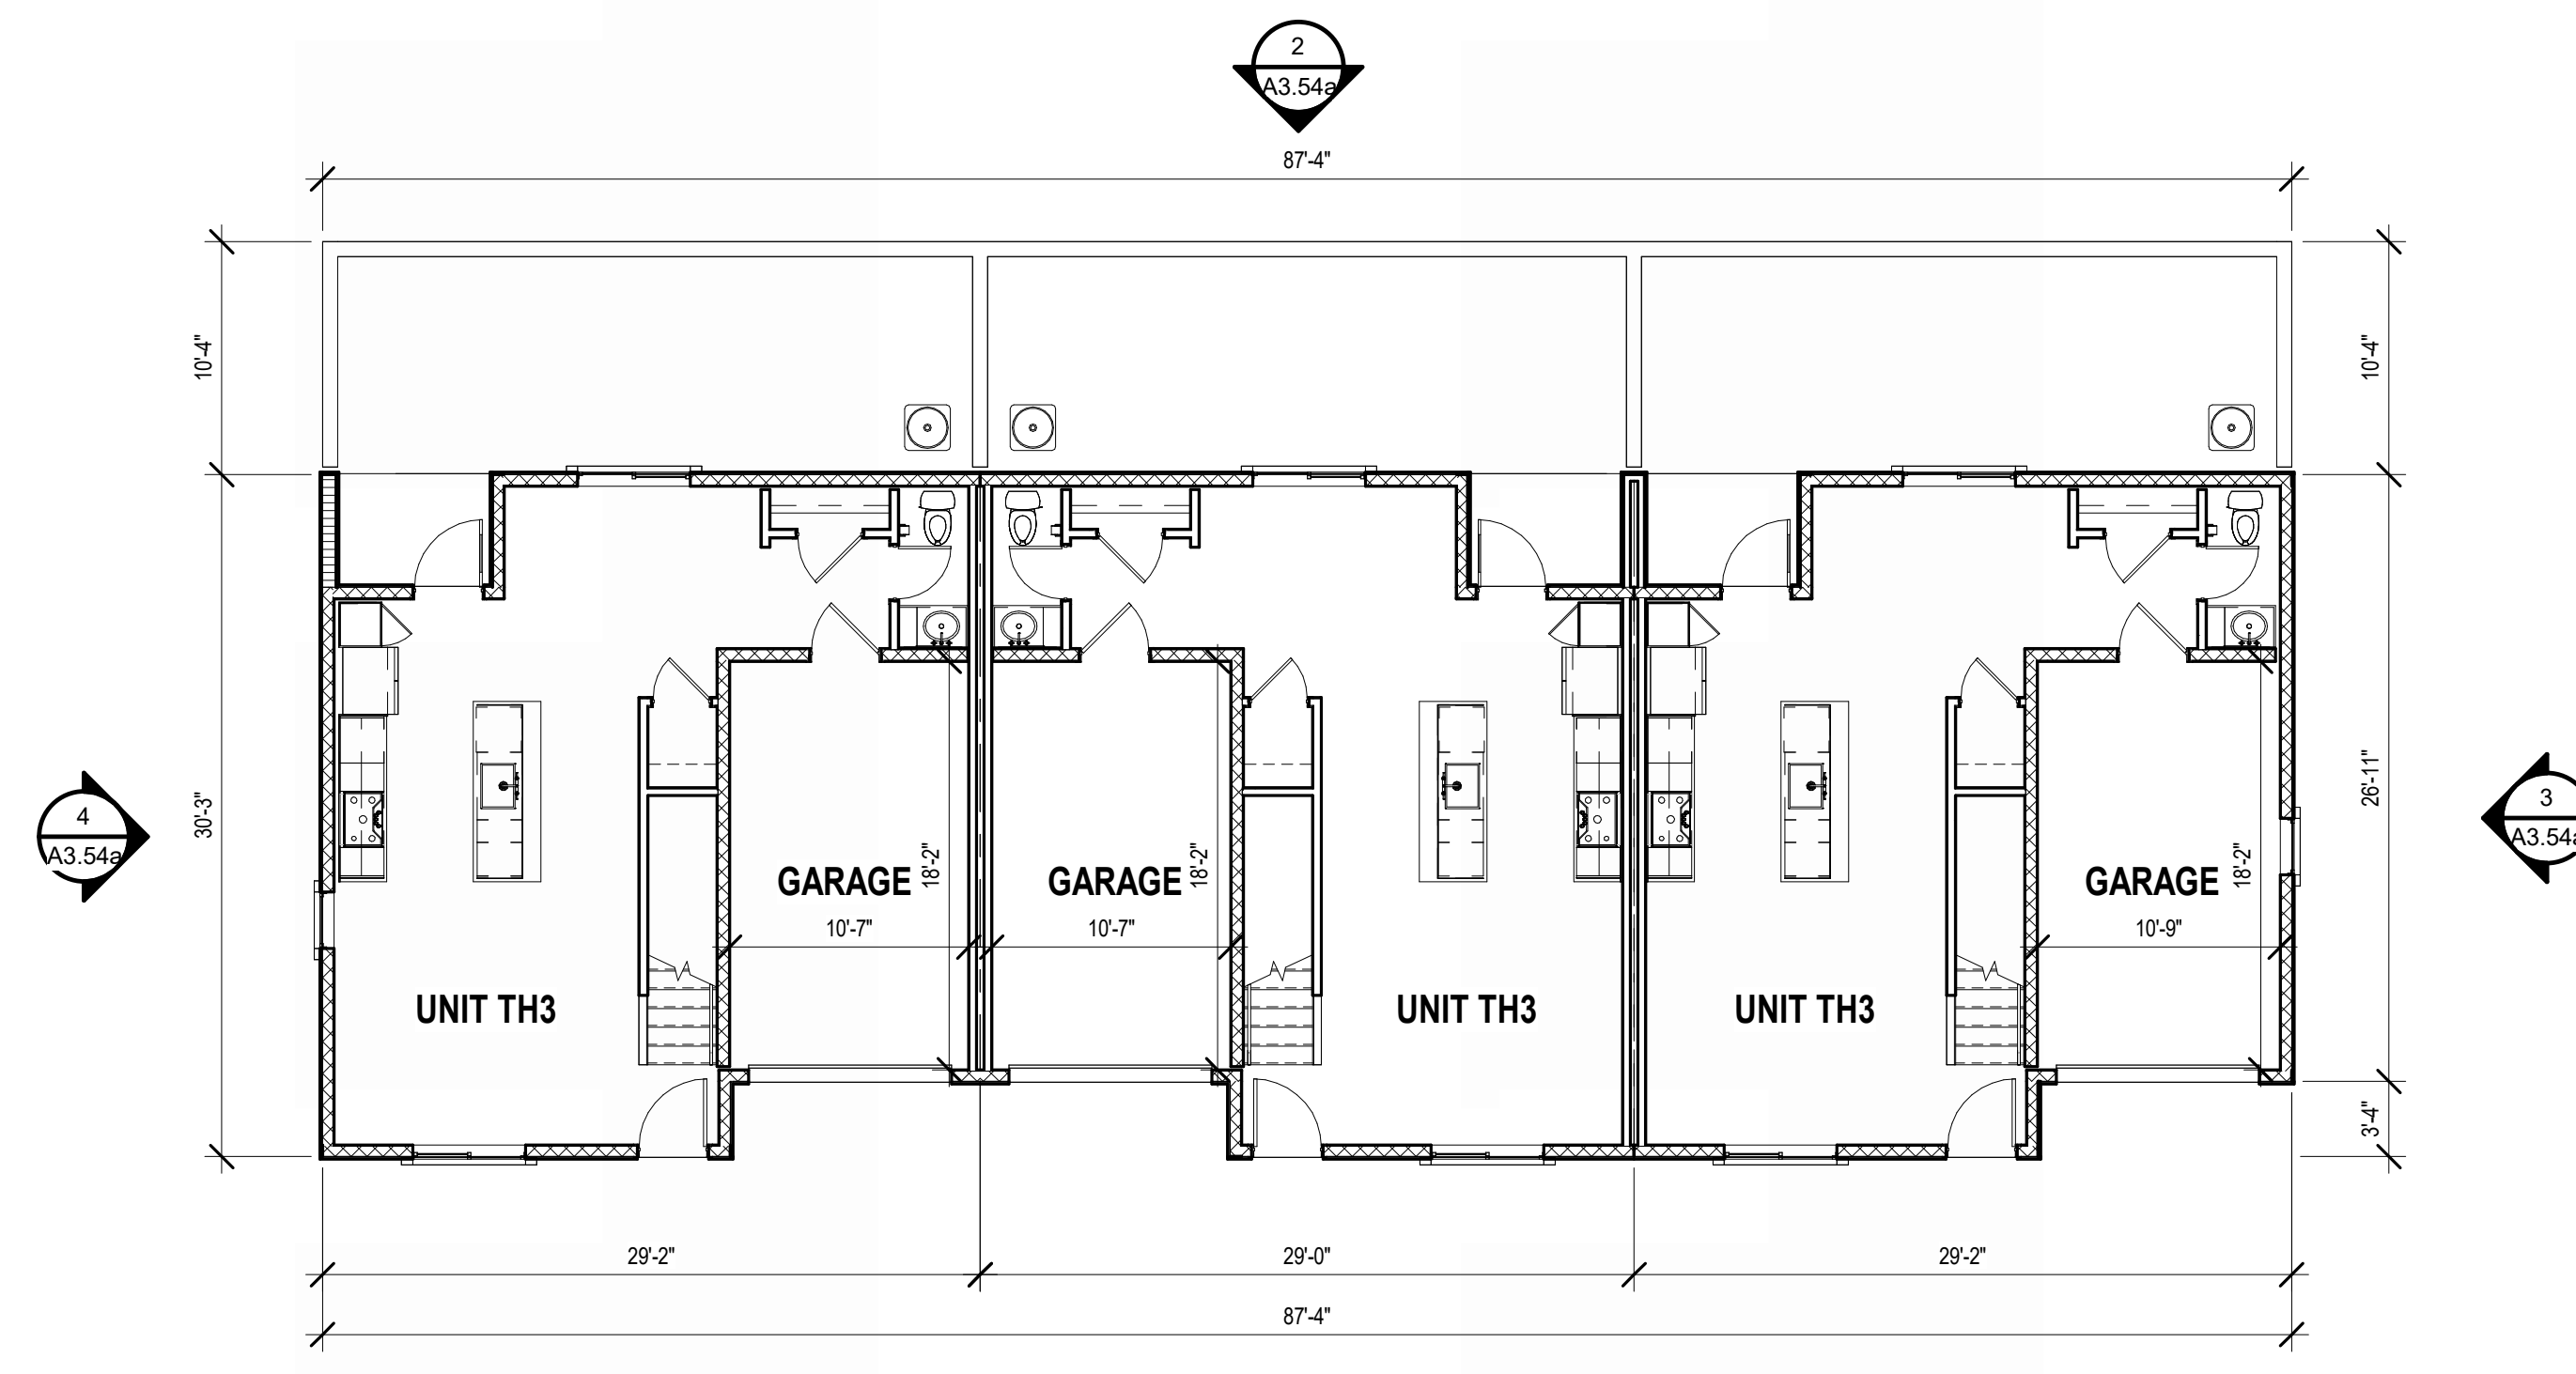 2
A3.54a
87'-4"
10'-4"
10'-4"
30'-3"
26'-11"
4
A3.54a
3
A3.54a
18'-2"
18'-2"
18'-2"
GARAGE
GARAGE
GARAGE
10'-7"
10'-7"
10'-9"
UNIT TH3
UNIT TH3
UNIT TH3
3'-4"
29'-2"
29'-0"
29'-2"
87'-4"